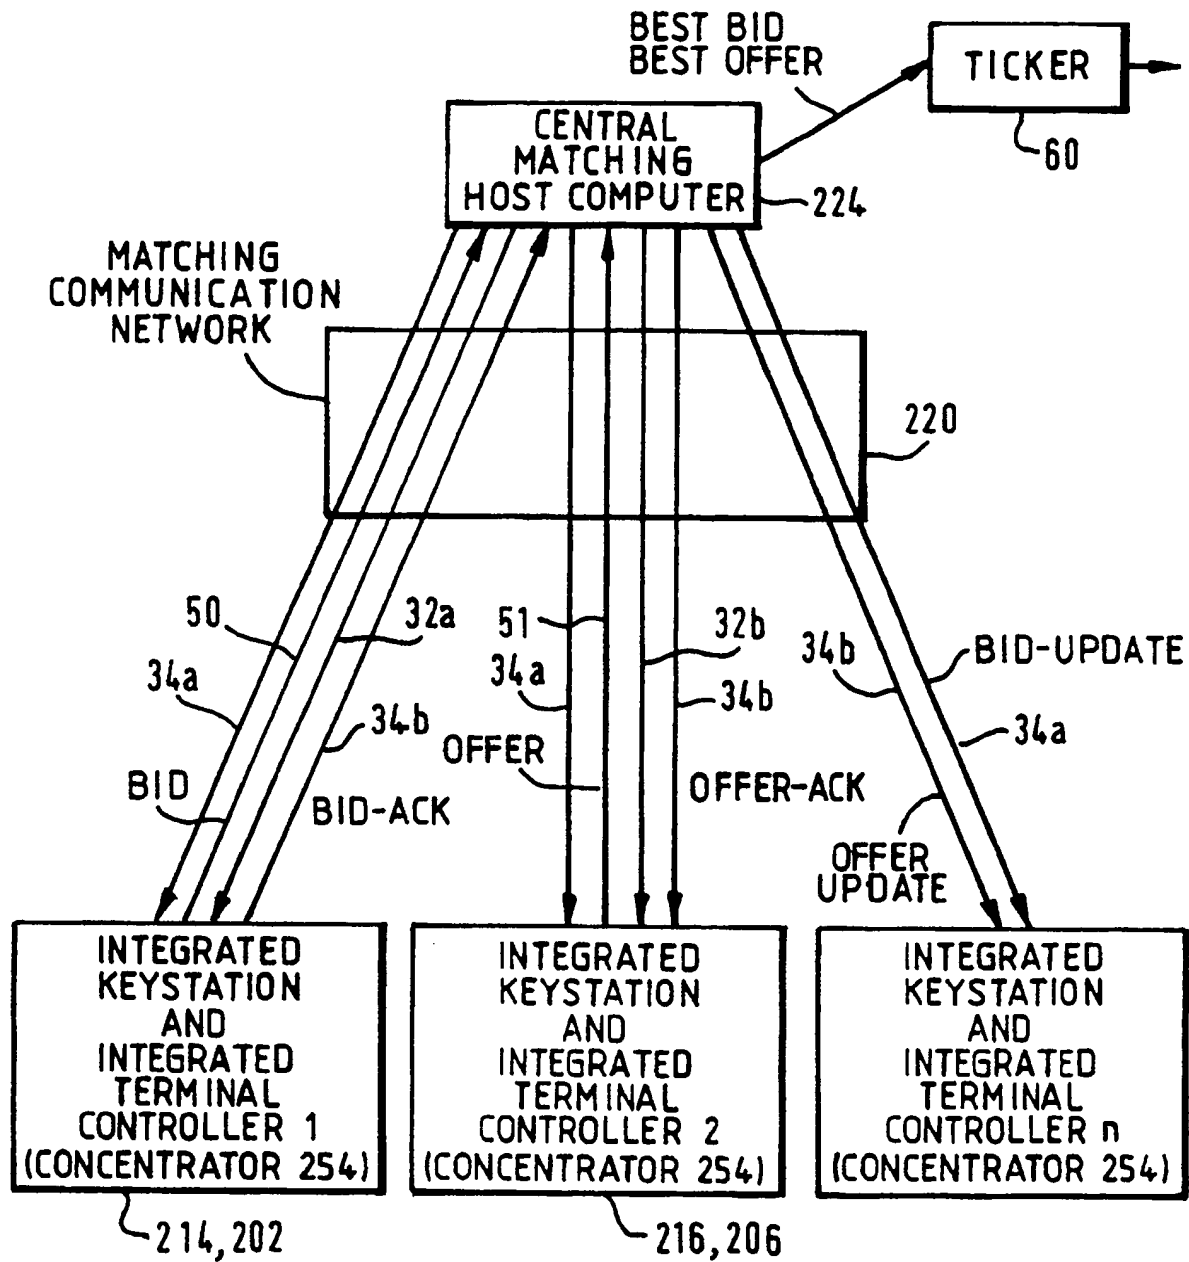 BEST BID
BEST OFFER
TICKER
60
CENTRAL
MATCHING
HOST COMPUTER
224
MATCHING
COMMUNICATION
NETWORK
220
50
32a
51
32b
34b
BID-UPDATE
34a
34a
34b
34b
34a
OFFER
BID
BID-ACK
OFFER-ACK
OFFER
UPDATE
INTEGRATED
KEYSTATION
AND
INTEGRATED
TERMINAL
CONTROLLER 1
(CONCENTRATOR 254)
214,202
INTEGRATED
KEYSTATION
AND
INTEGRATED
TERMINAL
CONTROLLER 2
(CONCENTRATOR 254)
216,206
INTEGRATED
KEYSTATION
AND
INTEGRATED
TERMINAL
CONTROLLER n
(CONCENTRATOR 254)